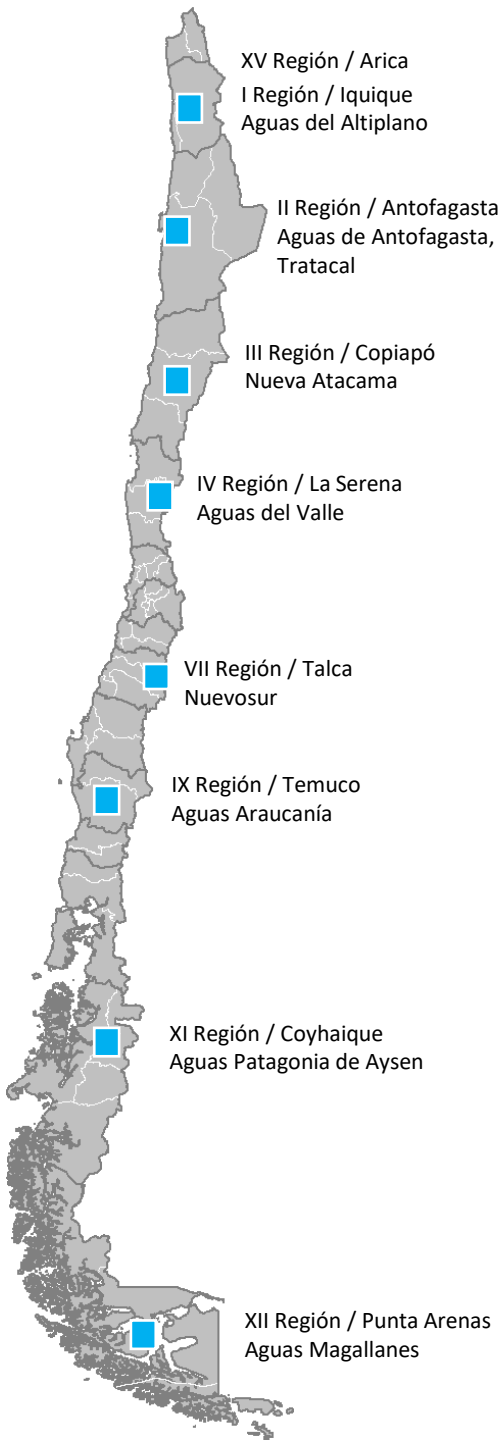 XV Región / Arica
I Región / Iquique
Aguas del Altiplano
II Región / Antofagasta
Aguas de Antofagasta,
Tratacal
III Región / Copiapó
Nueva Atacama
IV Región / La Serena
Aguas del Valle
VII Región / Talca
Nuevosur
IX Región / Temuco
Aguas Araucanía
XI Región / Coyhaique
Aguas Patagonia de Aysen
XII Región / Punta Arenas
Aguas Magallanes